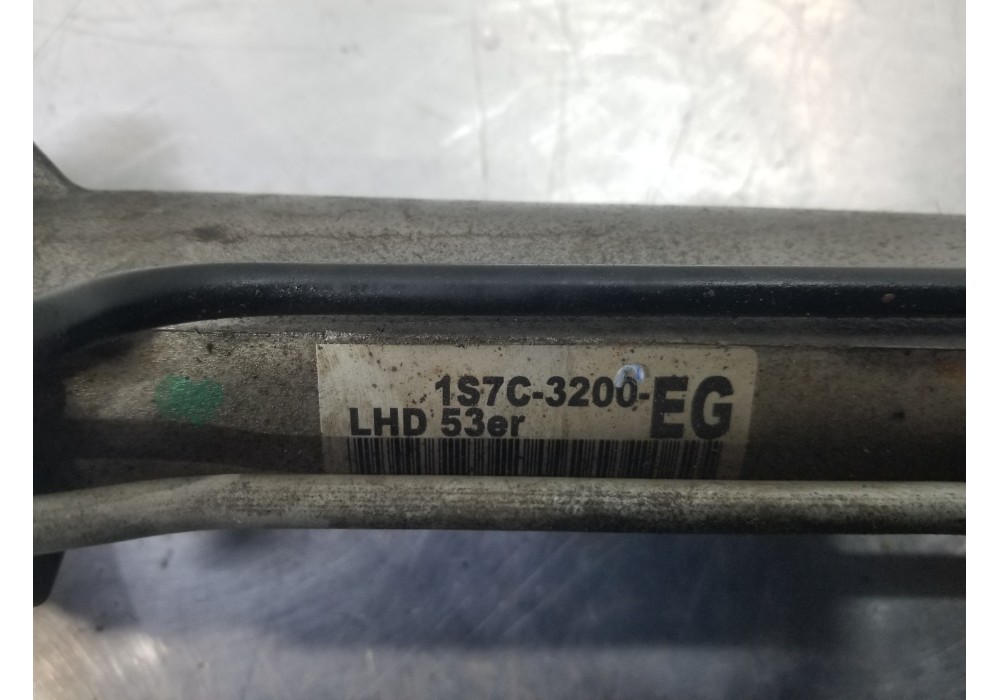 1S7C-3200-EG
LHD 53er